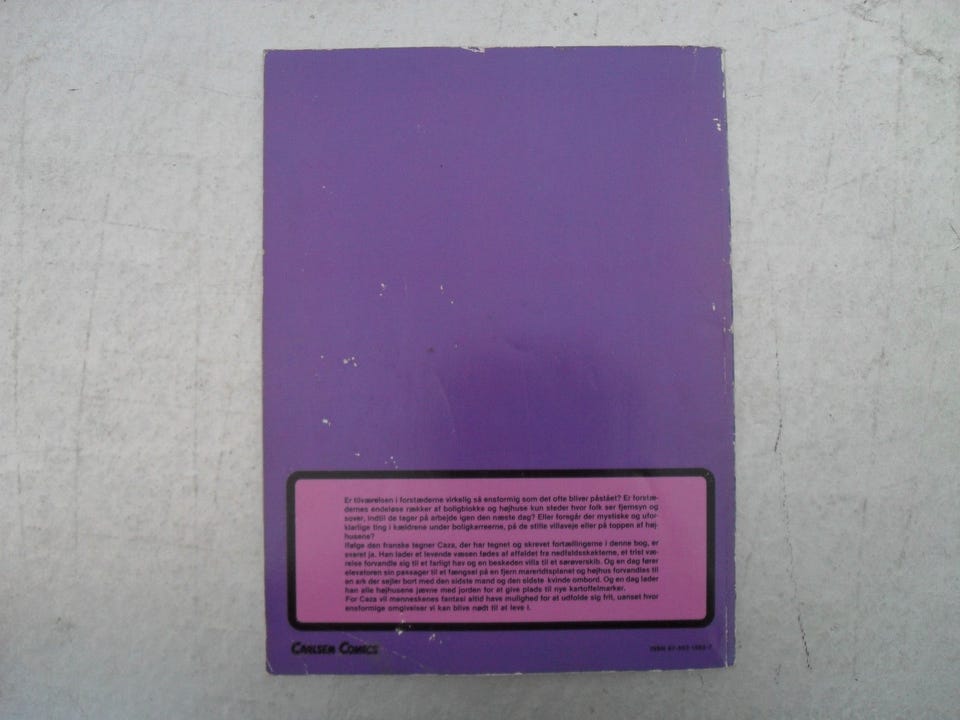 Er tilværelsen i forstæderne virkelig så ensformig som det ofte bliver påstået? Er forstæ-
dernes endeløse rækker af boligblokke og højhuse kun steder hvor folk ser fjernsyn og
sover, indtil de tager på arbejde igen den næste dag? Eller foregår der mystiske og ufor-
klarlige ting i kældrene under boligkarreerne, på de stille villaveje eller på toppen af høj-
husene?
Ifølge den franske tegner Caza, der har tegnet og skrevet fortællingerne i denne bog, er
svaret ja. Han lader et levende væsen fødes af affaldet fra nedfaldsskakterne, et trist væ-
relse forvandle sig til et farligt hav og en beskeden villa til et sørøverskib. Og en dag fører
elevatoren sin passager til et fængsel på en fjern mareridtsplanet og højhus forvandles til
en ark der sejler bort med den sidste mand og den sidste kvinde ombord. Og en dag lader
han alle højhusene jævne med jorden for at give plads til nye kartoffelmarker.
For Caza vil menneskenes fantasi altid have mulighed for at udfolde sig frit, uanset hvor
ensformige omgivelser vi kan blive nødt til at leve i.
CARLSEN COMICS
ISBN